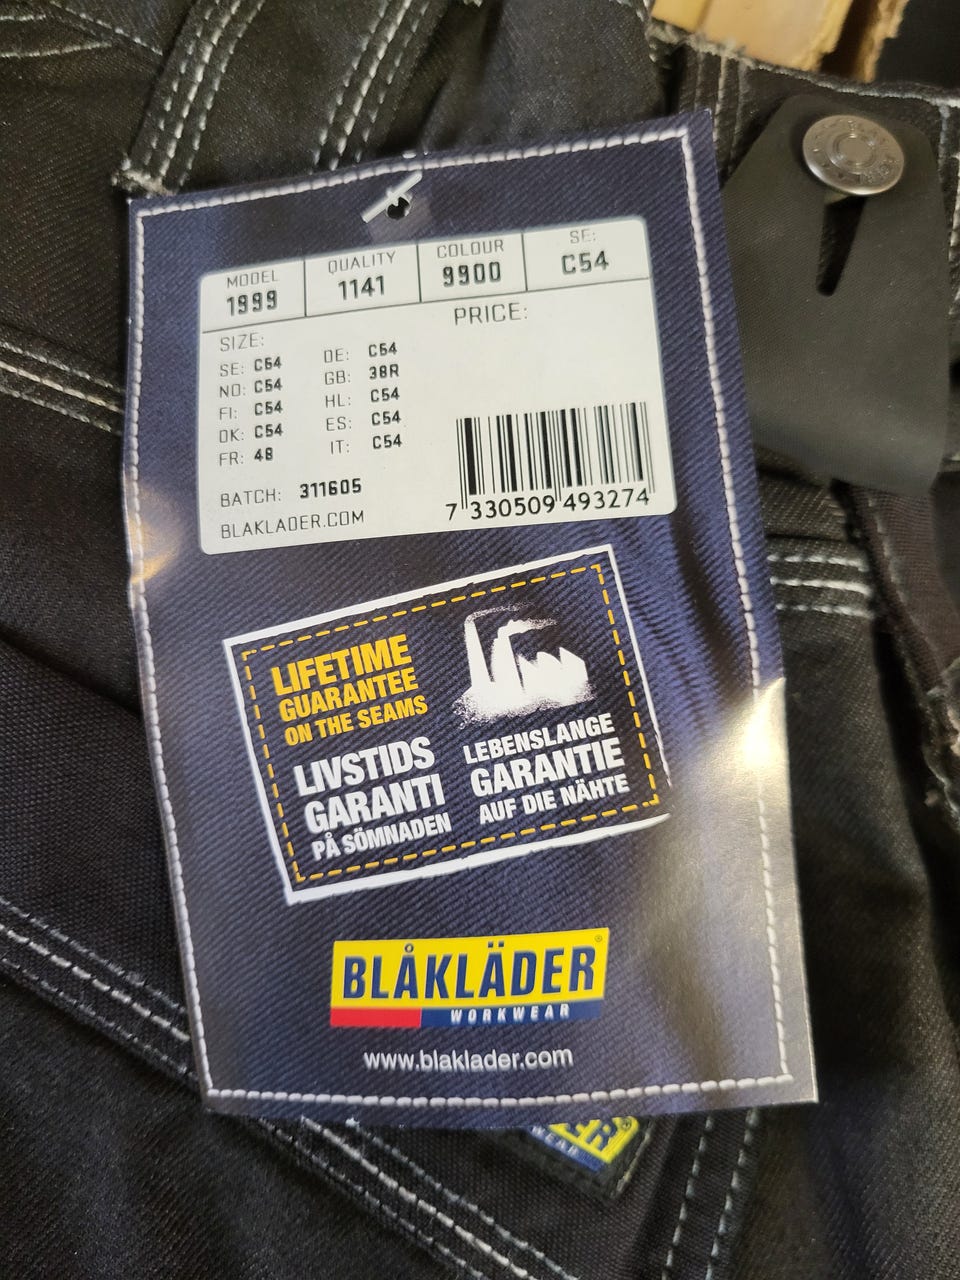 MODEL QUALITY COLOUR SE:
1999 1141 9900 C54
PRICE:
SIZE:
SE: C54 DE: C54
NO: C54 GB: 38R
FI: C54 HL: C54
DK: C54 ES: C54
FR: 48 IT: C54
BATCH: 311605
BLAKLADER.COM
7 330509 493274
LIFETIME
GUARANTEE
ON THE SEAMS
LIVSTIDS
GARANTI
PÅ SÖMNADEN
LEBENSLANGE
GARANTIE
AUF DIE NÄHTE
BLÅKLÄDER®
WORKWEAR
www.blaklader.com
ER
WEAR